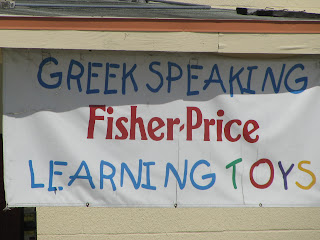 GREEK SPEAKING
Fisher-Price
LEARNING TOYS